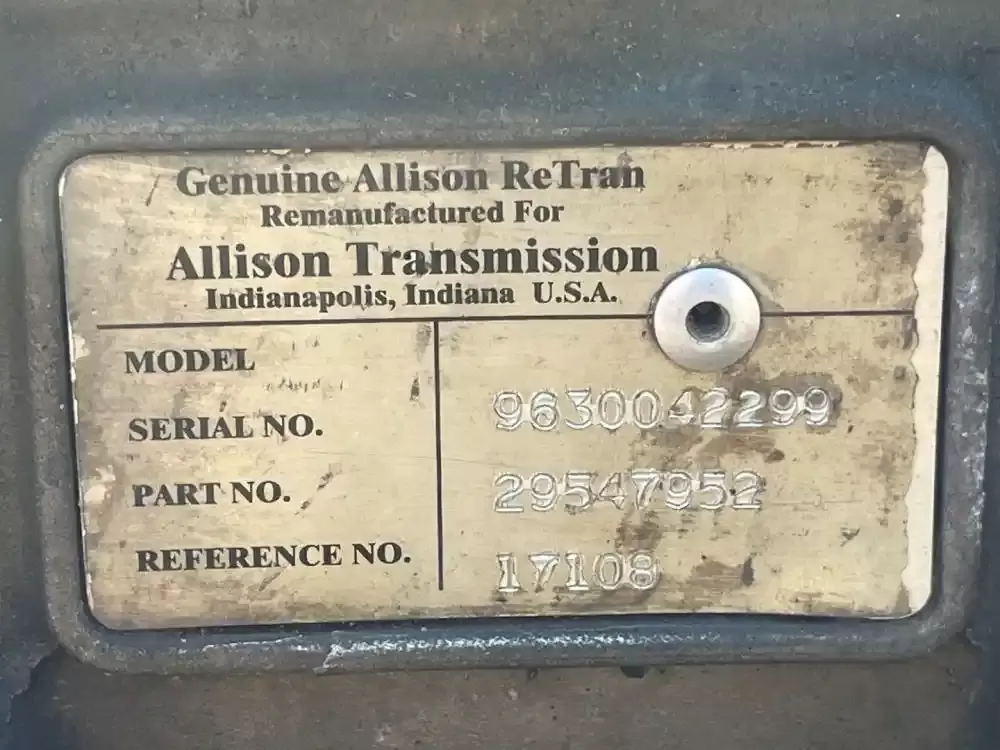 Genuine Allison ReTran
Remanufactured For
Allison Transmission
Indianapolis, Indiana U.S.A.
MODEL
SERIAL NO. 9630042299
PART NO. 29547952
REFERENCE NO. 17108